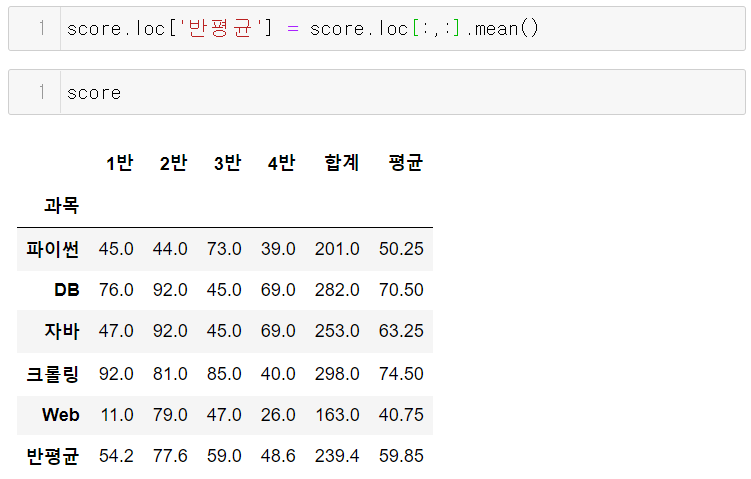 1 score.loc['반평균'] = score.loc[:,:].mean()
1 score
1반 2반 3반 4반 합계 평균
과목
파이썬 45.0 44.0 73.0 39.0 201.0 50.25
DB 76.0 92.0 45.0 69.0 282.0 70.50
자바 47.0 92.0 45.0 69.0 253.0 63.25
크롤링 92.0 81.0 85.0 40.0 298.0 74.50
Web 11.0 79.0 47.0 26.0 163.0 40.75
반평균 54.2 77.6 59.0 48.6 239.4 59.85